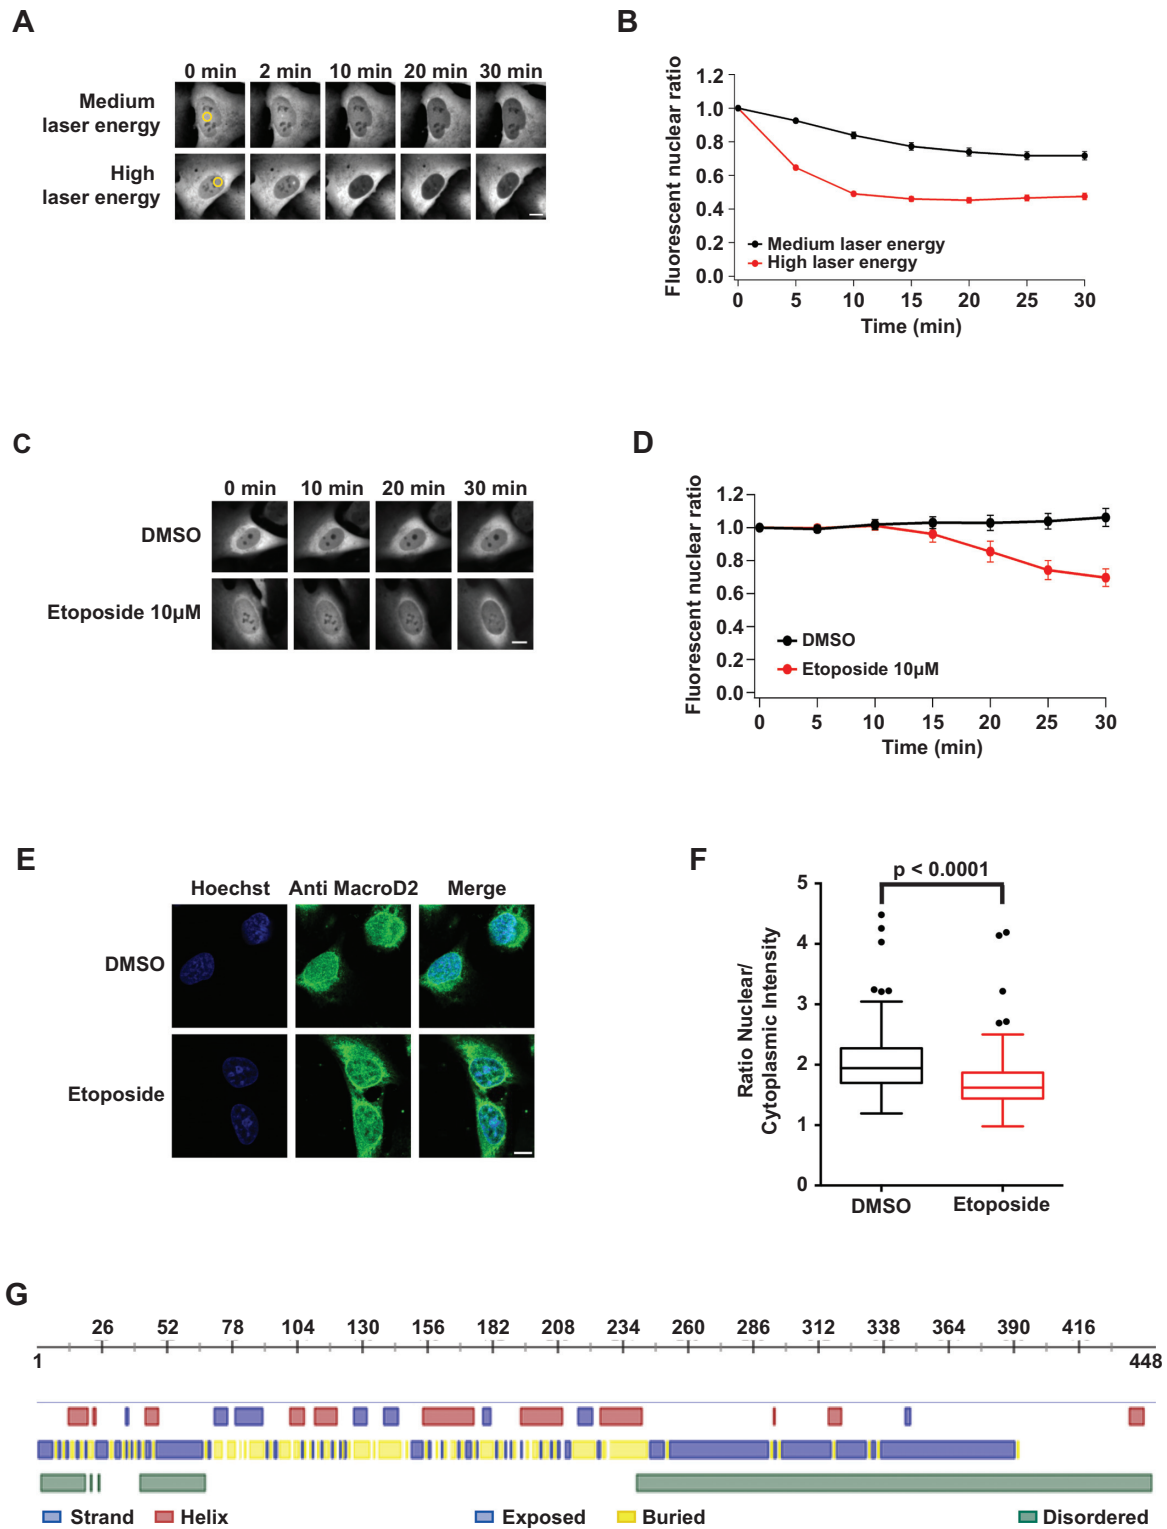 A
0 min 2 min 10 min 20 min 30 min
Medium
laser energy
High
laser energy
B
Fluorescent nuclear ratio
1.2
1.0
0.8
0.6
0.4
0.2
0.0
Medium laser energy
High laser energy
0 5 10 15 20 25 30
Time (min)
C
0 min 10 min 20 min 30 min
DMSO
Etoposide 10µM
D
Fluorescent nuclear ratio
1.2
1.0
0.8
0.6
0.4
0.2
0.0
DMSO
Etoposide 10µM
0 5 10 15 20 25 30
Time (min)
E
Hoechst Anti MacroD2 Merge
DMSO
Etoposide
F
p < 0.0001
Ratio Nuclear/
Cytoplasmic Intensity
5
4
3
2
1
0
DMSO Etoposide
G
26 52 78 104 130 156 182 208 234 260 286 312 338 364 390 416
1 448
Strand Helix Exposed Buried Disordered